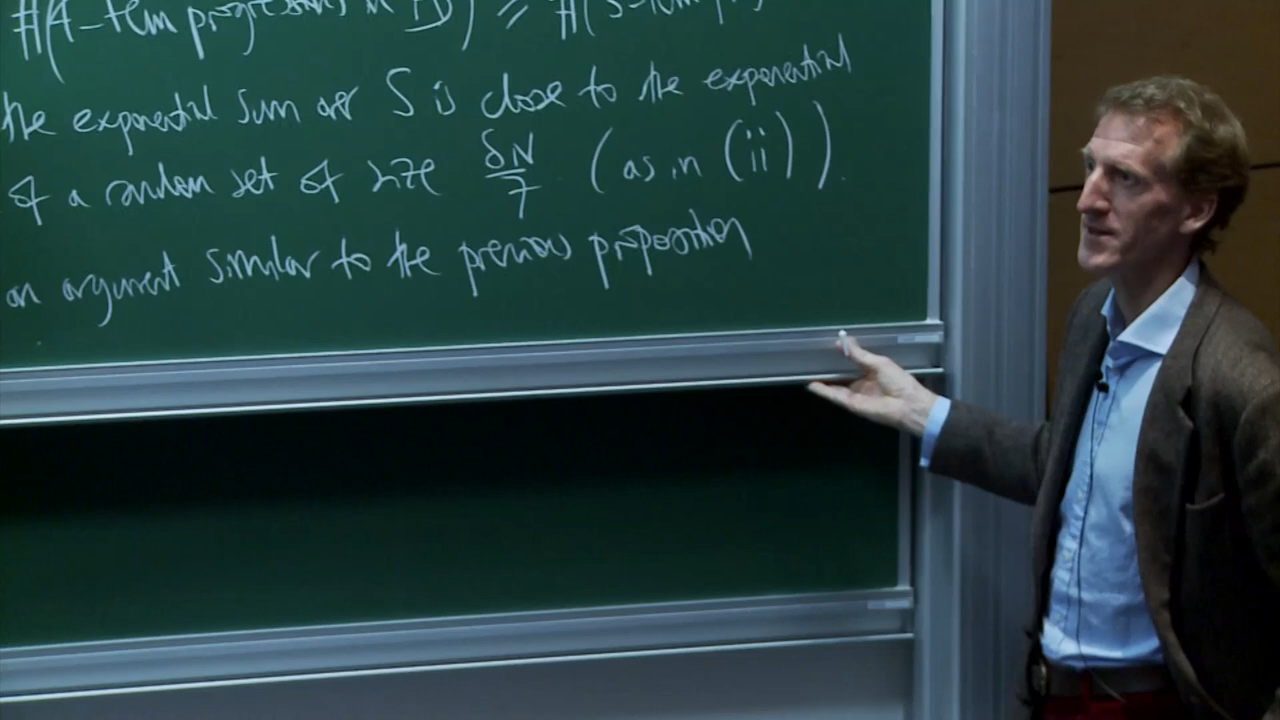 #(4-term progressions in D) ≥ #(3-term
the exponential sum over S is close to the exponential
of a random set of size δN/7 (as in (ii)).
an argument similar to the previous proposition